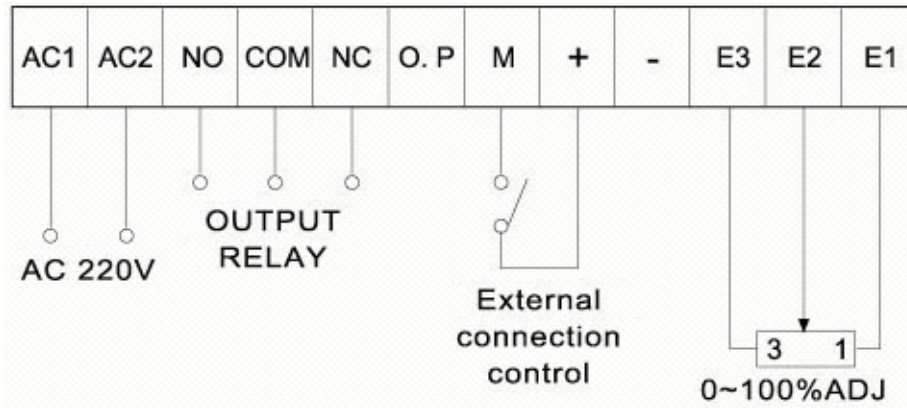 AC1 AC2 NO COM NC O. P M + - E3 E2 E1
OUTPUT
RELAY
AC 220V
External
connection
control
3 1
0~100%ADJ